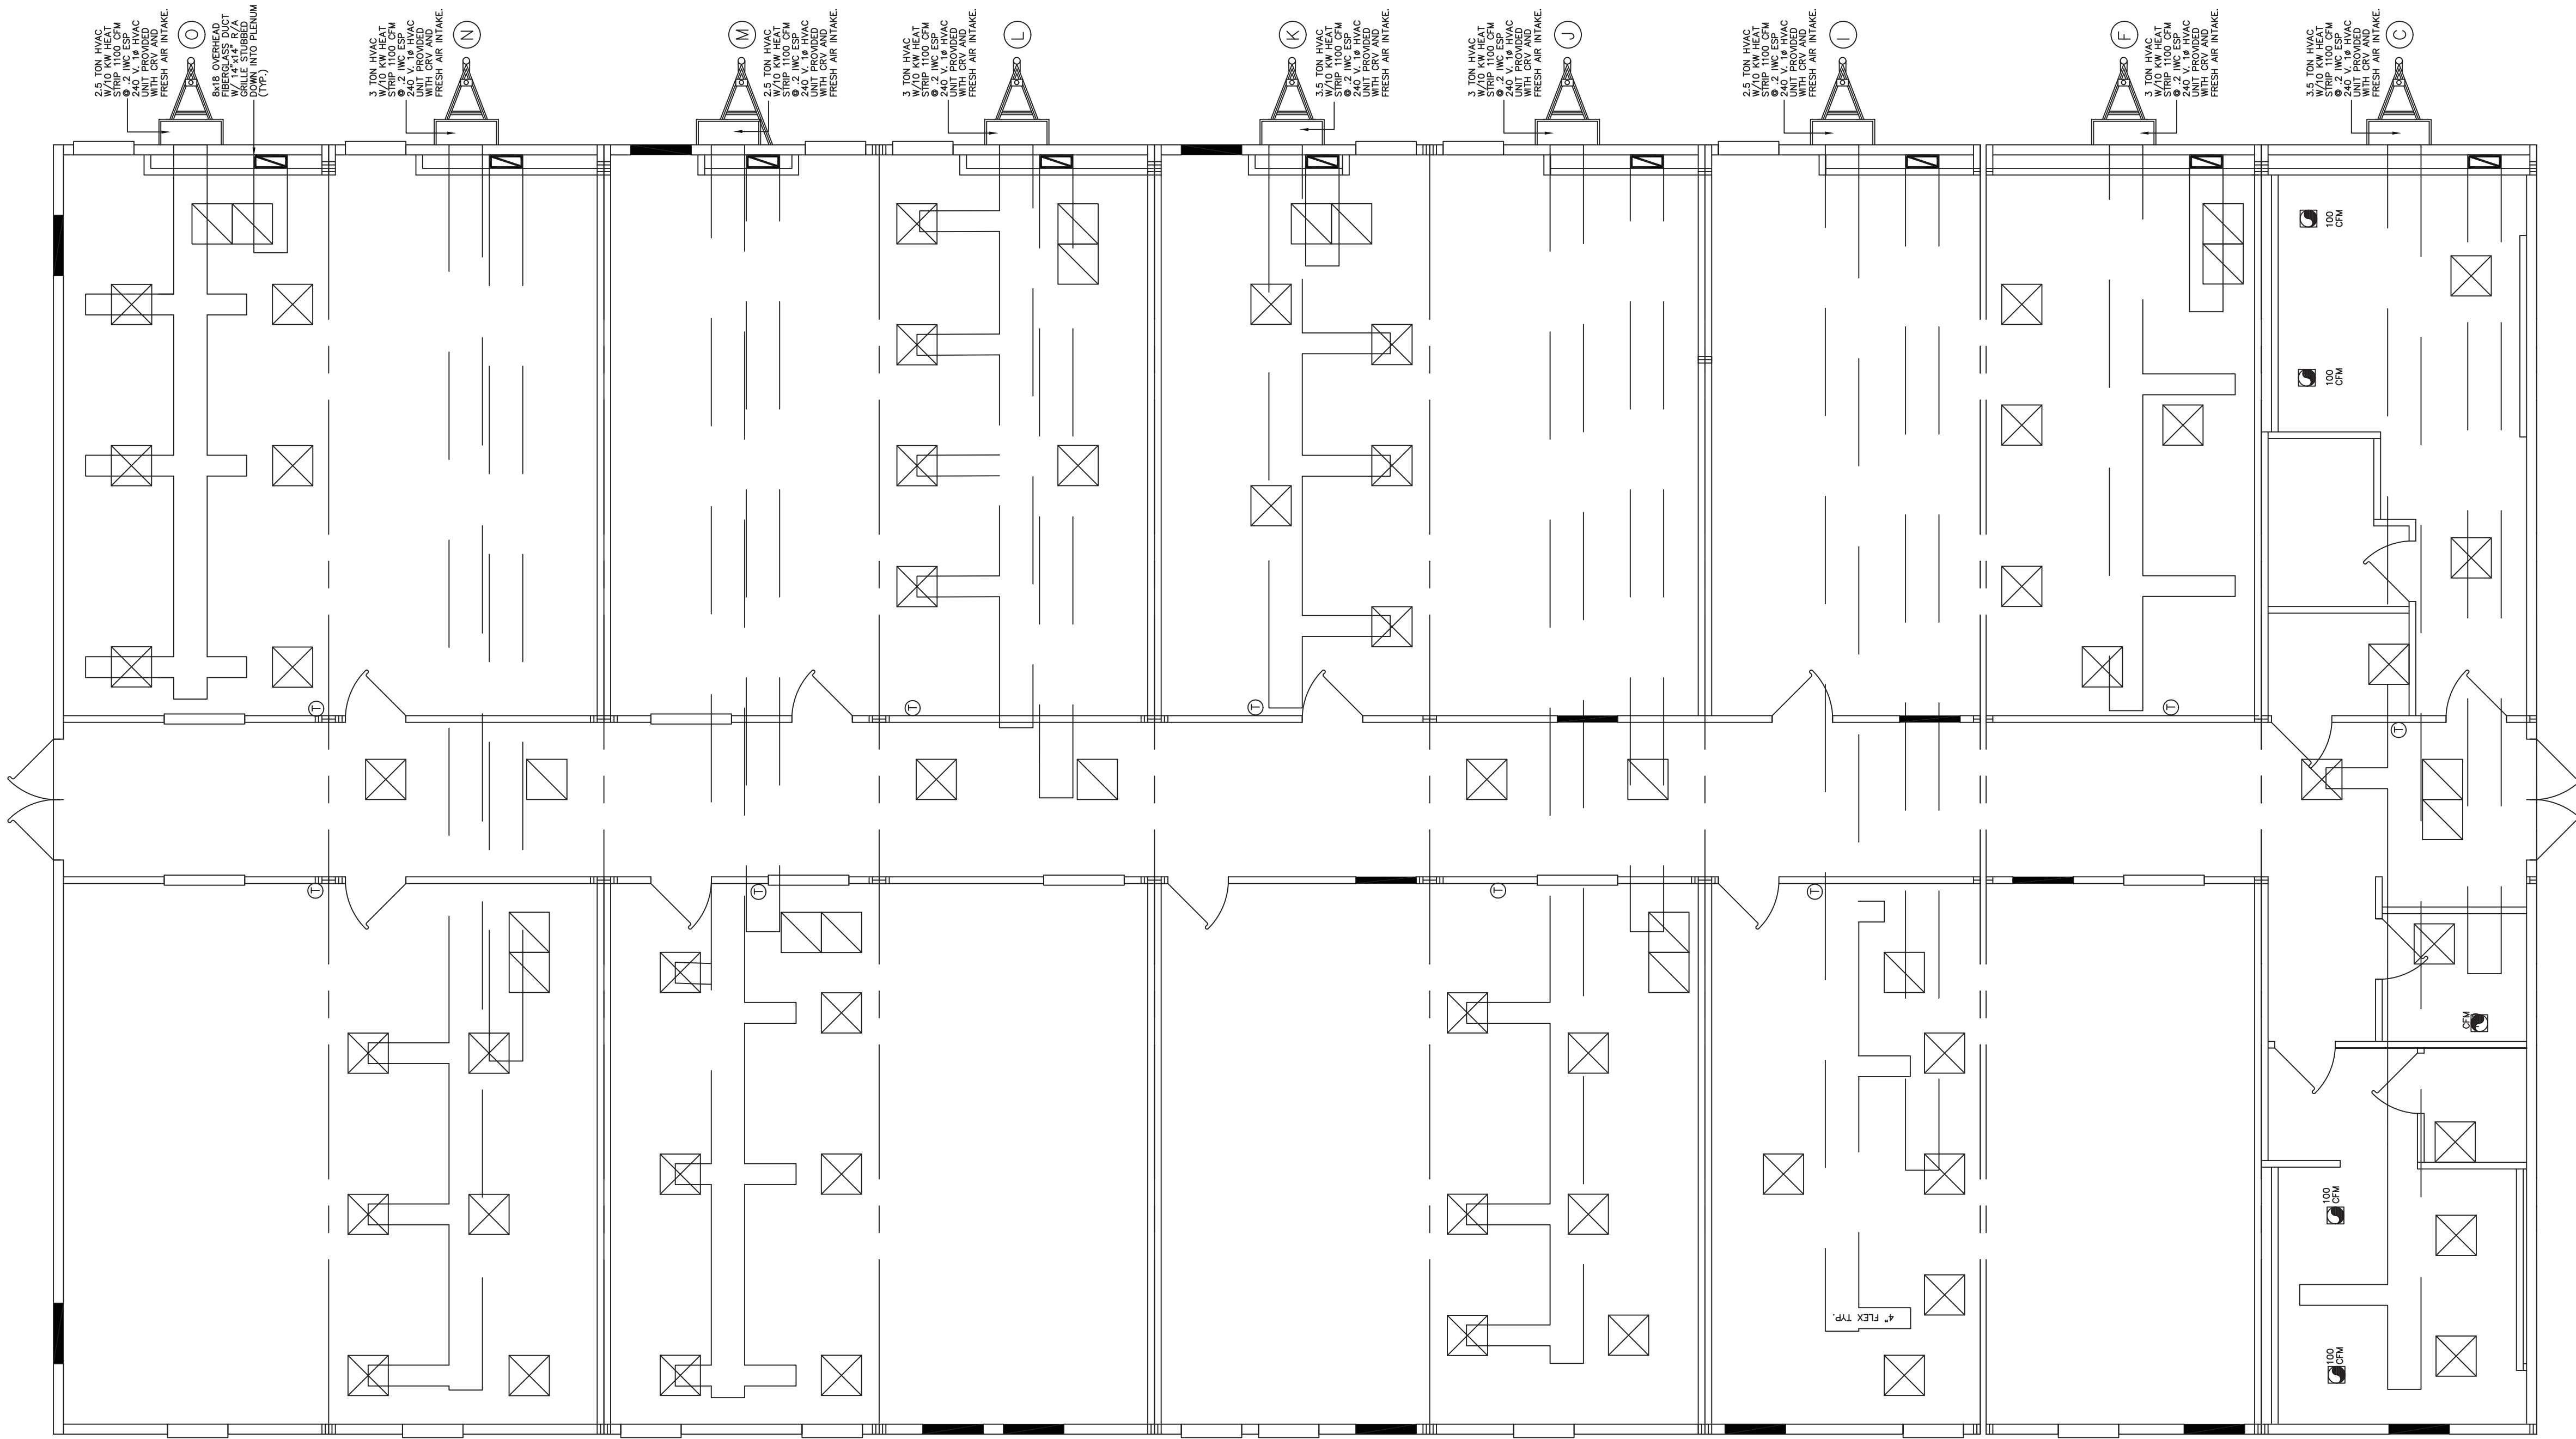 2.5 TON HVAC
W/10 KW HEAT
STRIP 1100 CFM
@ .2 IWC ESP
240 V. 1ø HVAC
UNIT PROVIDED
WITH CRV AND
FRESH AIR INTAKE.
O
8x18 OVERHEAD
FIBERGLASS DUCT
W/ 14"x14" R/A
GRILLE STUBBED
DOWN INTO PLENUM
(TYP.)
3 TON HVAC
W/10 KW HEAT
STRIP 1100 CFM
@ .2 IWC ESP
240 V. 1ø HVAC
UNIT PROVIDED
WITH CRV AND
FRESH AIR INTAKE.
N
M
2.5 TON HVAC
W/10 KW HEAT
STRIP 1100 CFM
@ .2 IWC ESP
240 V. 1ø HVAC
UNIT PROVIDED
WITH CRV AND
FRESH AIR INTAKE.
3 TON HVAC
W/10 KW HEAT
STRIP 1100 CFM
@ .2 IWC ESP
240 V. 1ø HVAC
UNIT PROVIDED
WITH CRV AND
FRESH AIR INTAKE.
L
K
3.5 TON HVAC
W/10 KW HEAT
STRIP 1100 CFM
@ .2 IWC ESP
240 V. 1ø HVAC
UNIT PROVIDED
WITH CRV AND
FRESH AIR INTAKE.
3 TON HVAC
W/10 KW HEAT
STRIP 1100 CFM
@ .2 IWC ESP
240 V. 1ø HVAC
UNIT PROVIDED
WITH CRV AND
FRESH AIR INTAKE.
J
2.5 TON HVAC
W/10 KW HEAT
STRIP 1100 CFM
@ .2 IWC ESP
240 V. 1ø HVAC
UNIT PROVIDED
WITH CRV AND
FRESH AIR INTAKE.
I
F
3 TON HVAC
W/10 KW HEAT
STRIP 1100 CFM
@ .2 IWC ESP
240 V. 1ø HVAC
UNIT PROVIDED
WITH CRV AND
FRESH AIR INTAKE.
3.5 TON HVAC
W/10 KW HEAT
STRIP 1100 CFM
@ .2 IWC ESP
240 V. 1ø HVAC
UNIT PROVIDED
WITH CRV AND
FRESH AIR INTAKE.
C
100
CFM
100
CFM
T
T
T
T
T
T
T
T
T
CFM
100
CFM
100
CFM
4" FLEX TYP.